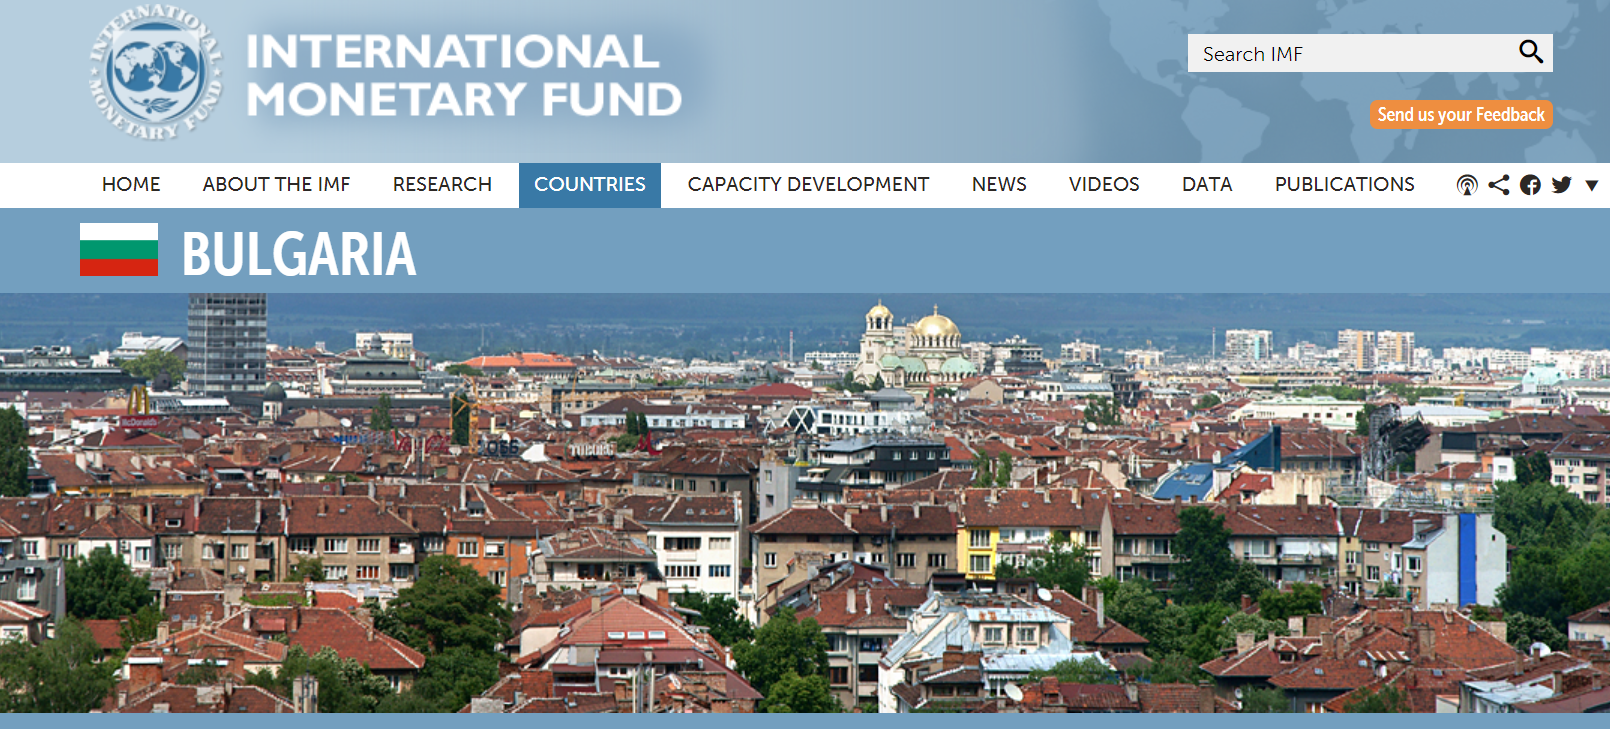 INTERNATIONAL MONETARY FUND
INTERNATIONAL
MONETARY FUND
Search IMF
Send us your Feedback
HOME ABOUT THE IMF RESEARCH COUNTRIES CAPACITY DEVELOPMENT NEWS VIDEOS DATA PUBLICATIONS
BULGARIA
McDonald's